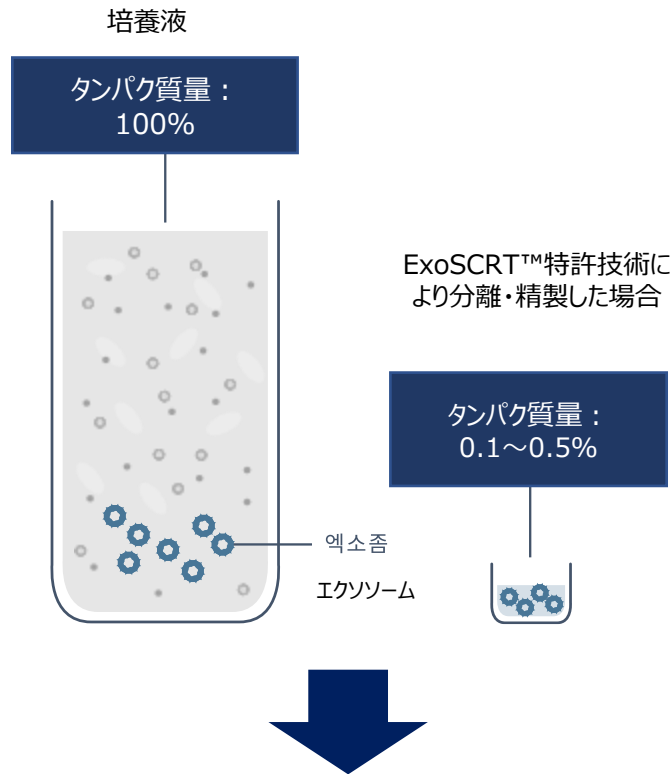 培養液
タンパク質量：
100%
ExoSCRT™特許技術に
より分離・精製した場合
タンパク質量：
0.1～0.5%
엑소좀
エクソソーム